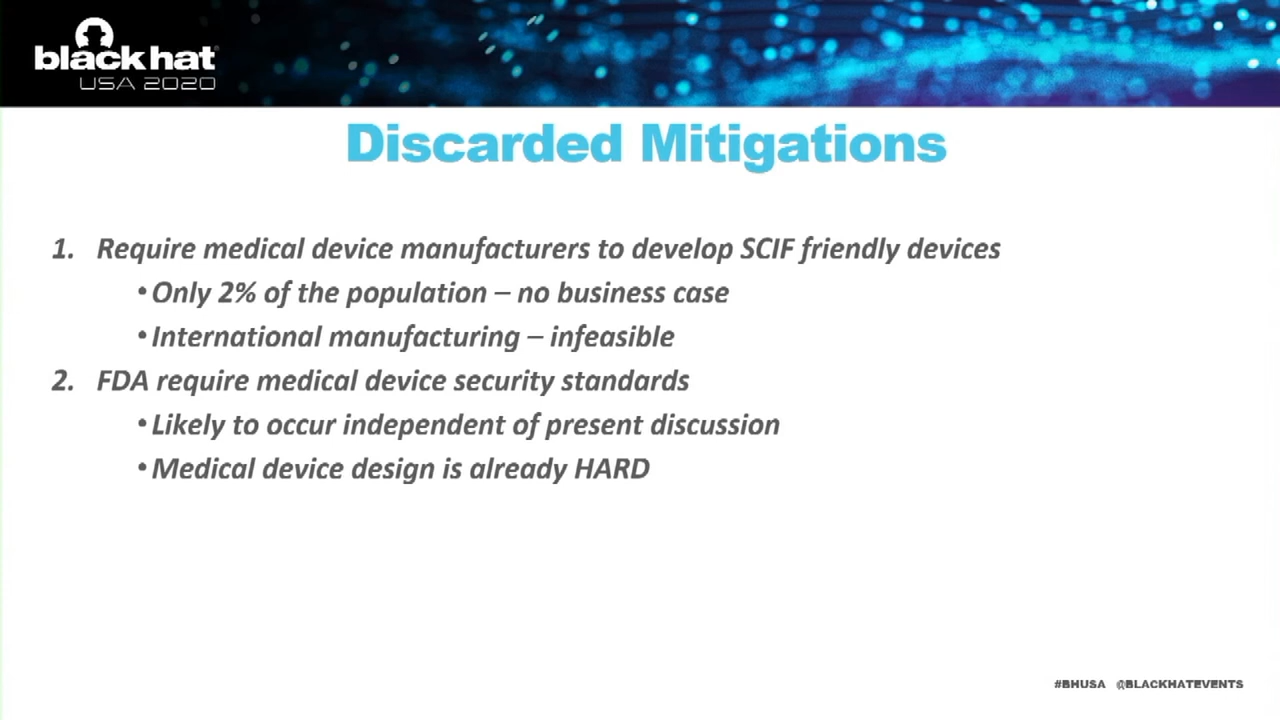 black hat
USA 2020
Discarded Mitigations
1. Require medical device manufacturers to develop SCIF friendly devices
• Only 2% of the population – no business case
• International manufacturing – infeasible
2. FDA require medical device security standards
• Likely to occur independent of present discussion
• Medical device design is already HARD
#BHUSA @BLACKHATEVENTS